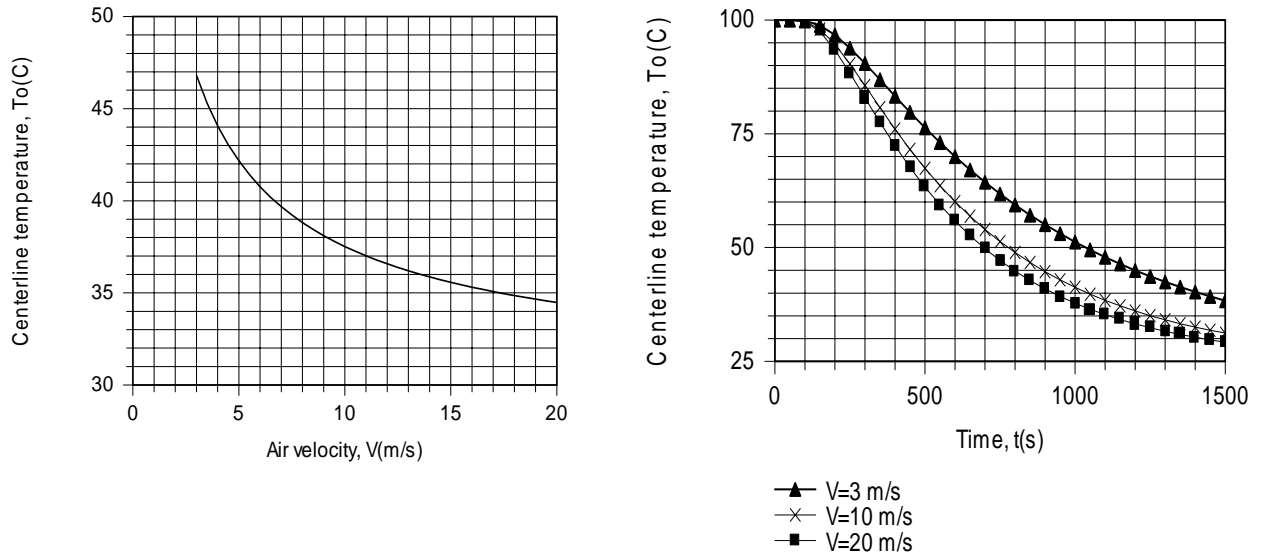 50
45
40
35
30
0
5
10
15
20
Centerline temperature, To(C)
Air velocity, V(m/s)
100
75
50
25
0
500
1000
1500
Centerline temperature, To(C)
Time, t(s)
V=3 m/s
V=10 m/s
V=20 m/s